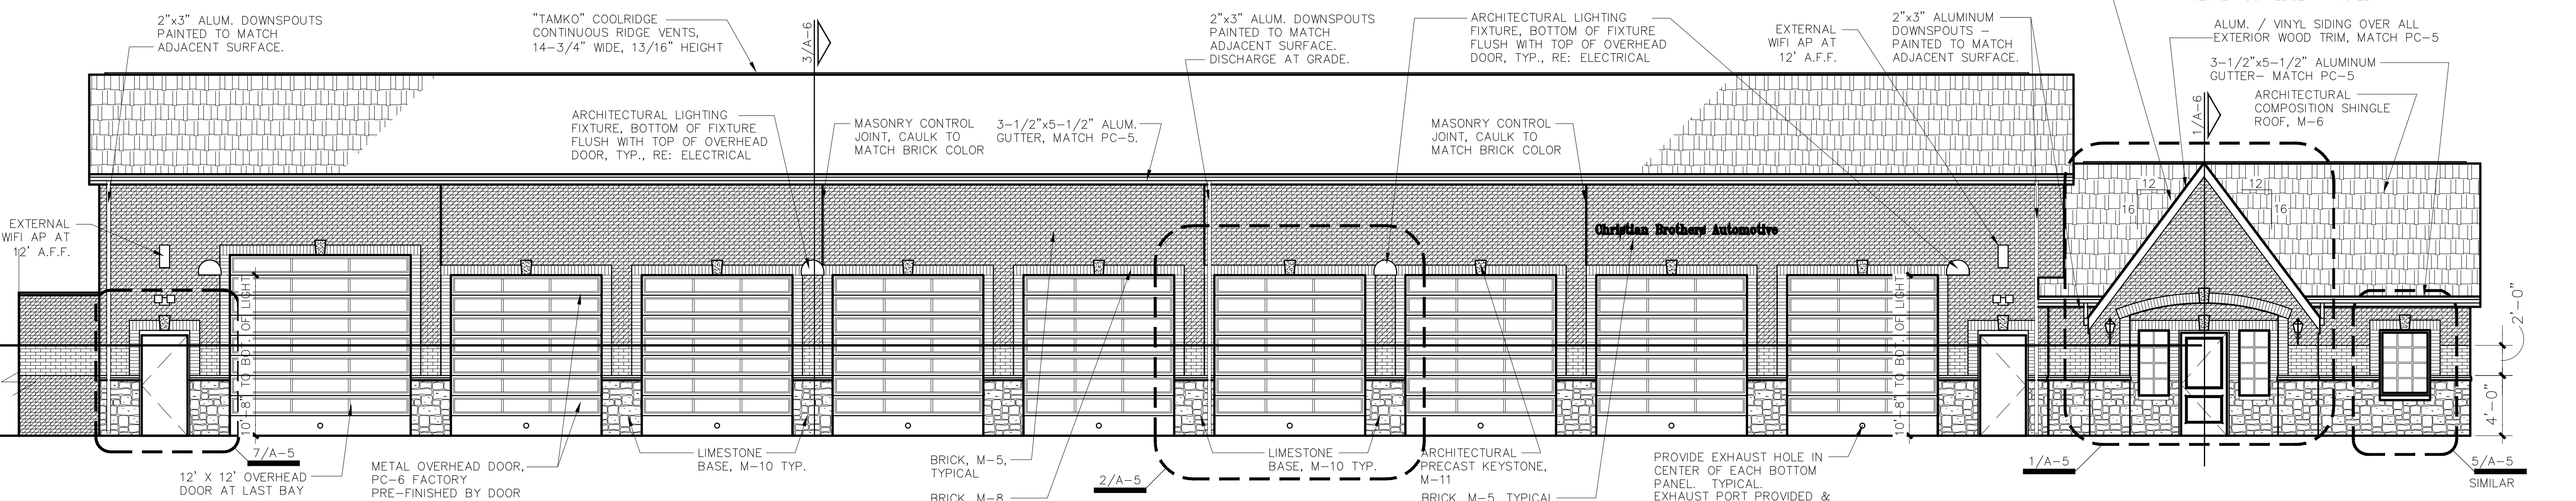 2"x3" ALUM. DOWNSPOUTS
PAINTED TO MATCH
ADJACENT SURFACE.
"TAMKO" COOLRIDGE
CONTINUOUS RIDGE VENTS,
14-3/4" WIDE, 13/16" HEIGHT
3/A-6
2"x3" ALUM. DOWNSPOUTS
PAINTED TO MATCH
ADJACENT SURFACE.
DISCHARGE AT GRADE.
ARCHITECTURAL LIGHTING
FIXTURE, BOTTOM OF FIXTURE
FLUSH WITH TOP OF OVERHEAD
DOOR, TYP., RE: ELECTRICAL
EXTERNAL
WIFI AP AT
12' A.F.F.
2"x3" ALUMINUM
DOWNSPOUTS -
PAINTED TO MATCH
ADJACENT SURFACE.
ALUM. / VINYL SIDING OVER ALL
EXTERIOR WOOD TRIM, MATCH PC-5
3-1/2"x5-1/2" ALUMINUM
GUTTER- MATCH PC-5
ARCHITECTURAL
COMPOSITION SHINGLE
ROOF, M-6
1/A-6
ARCHITECTURAL LIGHTING
FIXTURE, BOTTOM OF FIXTURE
FLUSH WITH TOP OF OVERHEAD
DOOR, TYP., RE: ELECTRICAL
MASONRY CONTROL
JOINT, CAULK TO
MATCH BRICK COLOR
3-1/2"x5-1/2" ALUM.
GUTTER, MATCH PC-5.
MASONRY CONTROL
JOINT, CAULK TO
MATCH BRICK COLOR
12
16
12
16
EXTERNAL
WIFI AP AT
12' A.F.F.
Christian Brothers Automotive
10'-8" TO BOT. OF LIGHT
10'-8" TO BOT. OF LIGHT
2'-0"
4'-0"
7/A-5
12' X 12' OVERHEAD
DOOR AT LAST BAY
METAL OVERHEAD DOOR,
PC-6 FACTORY
PRE-FINISHED BY DOOR
LIMESTONE
BASE, M-10 TYP.
BRICK, M-5,
TYPICAL
BRICK, M-8
2/A-5
LIMESTONE
BASE, M-10 TYP.
ARCHITECTURAL
PRECAST KEYSTONE,
M-11
BRICK, M-5, TYPICAL
PROVIDE EXHAUST HOLE IN
CENTER OF EACH BOTTOM
PANEL. TYPICAL.
EXHAUST PORT PROVIDED &
1/A-5
5/A-5
SIMILAR